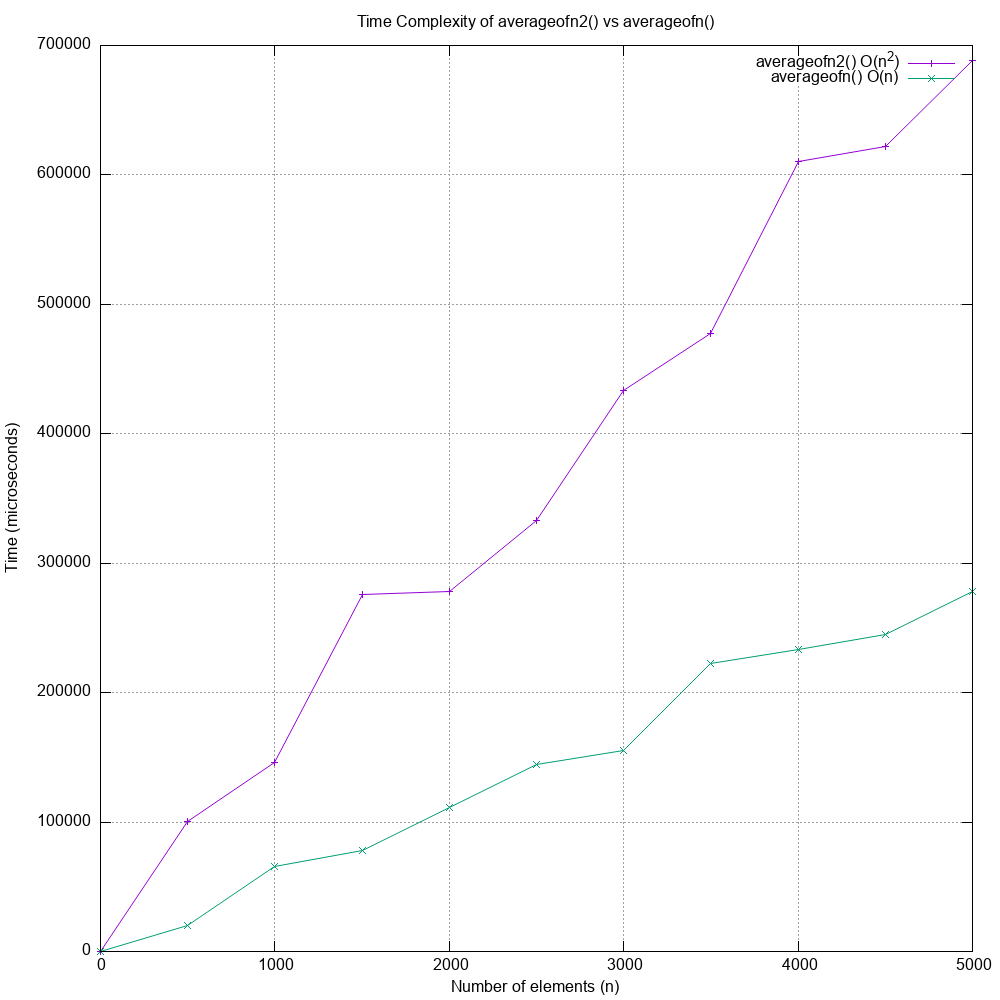 Time Complexity of averageofn2() vs averageofn()
700000
600000
500000
400000
300000
200000
100000
0
Time (microseconds)
averageofn2() O(n²)
averageofn() O(n)
0 1000 2000 3000 4000 5000
Number of elements (n)